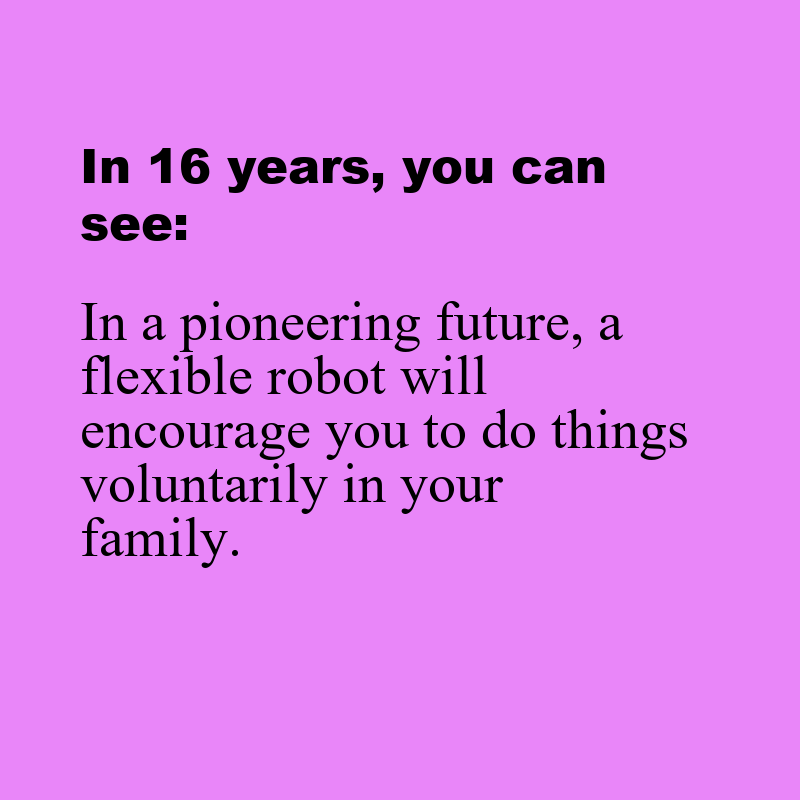 In 16 years, you can
see:
In a pioneering future, a
flexible robot will
encourage you to do things
voluntarily in your
family.